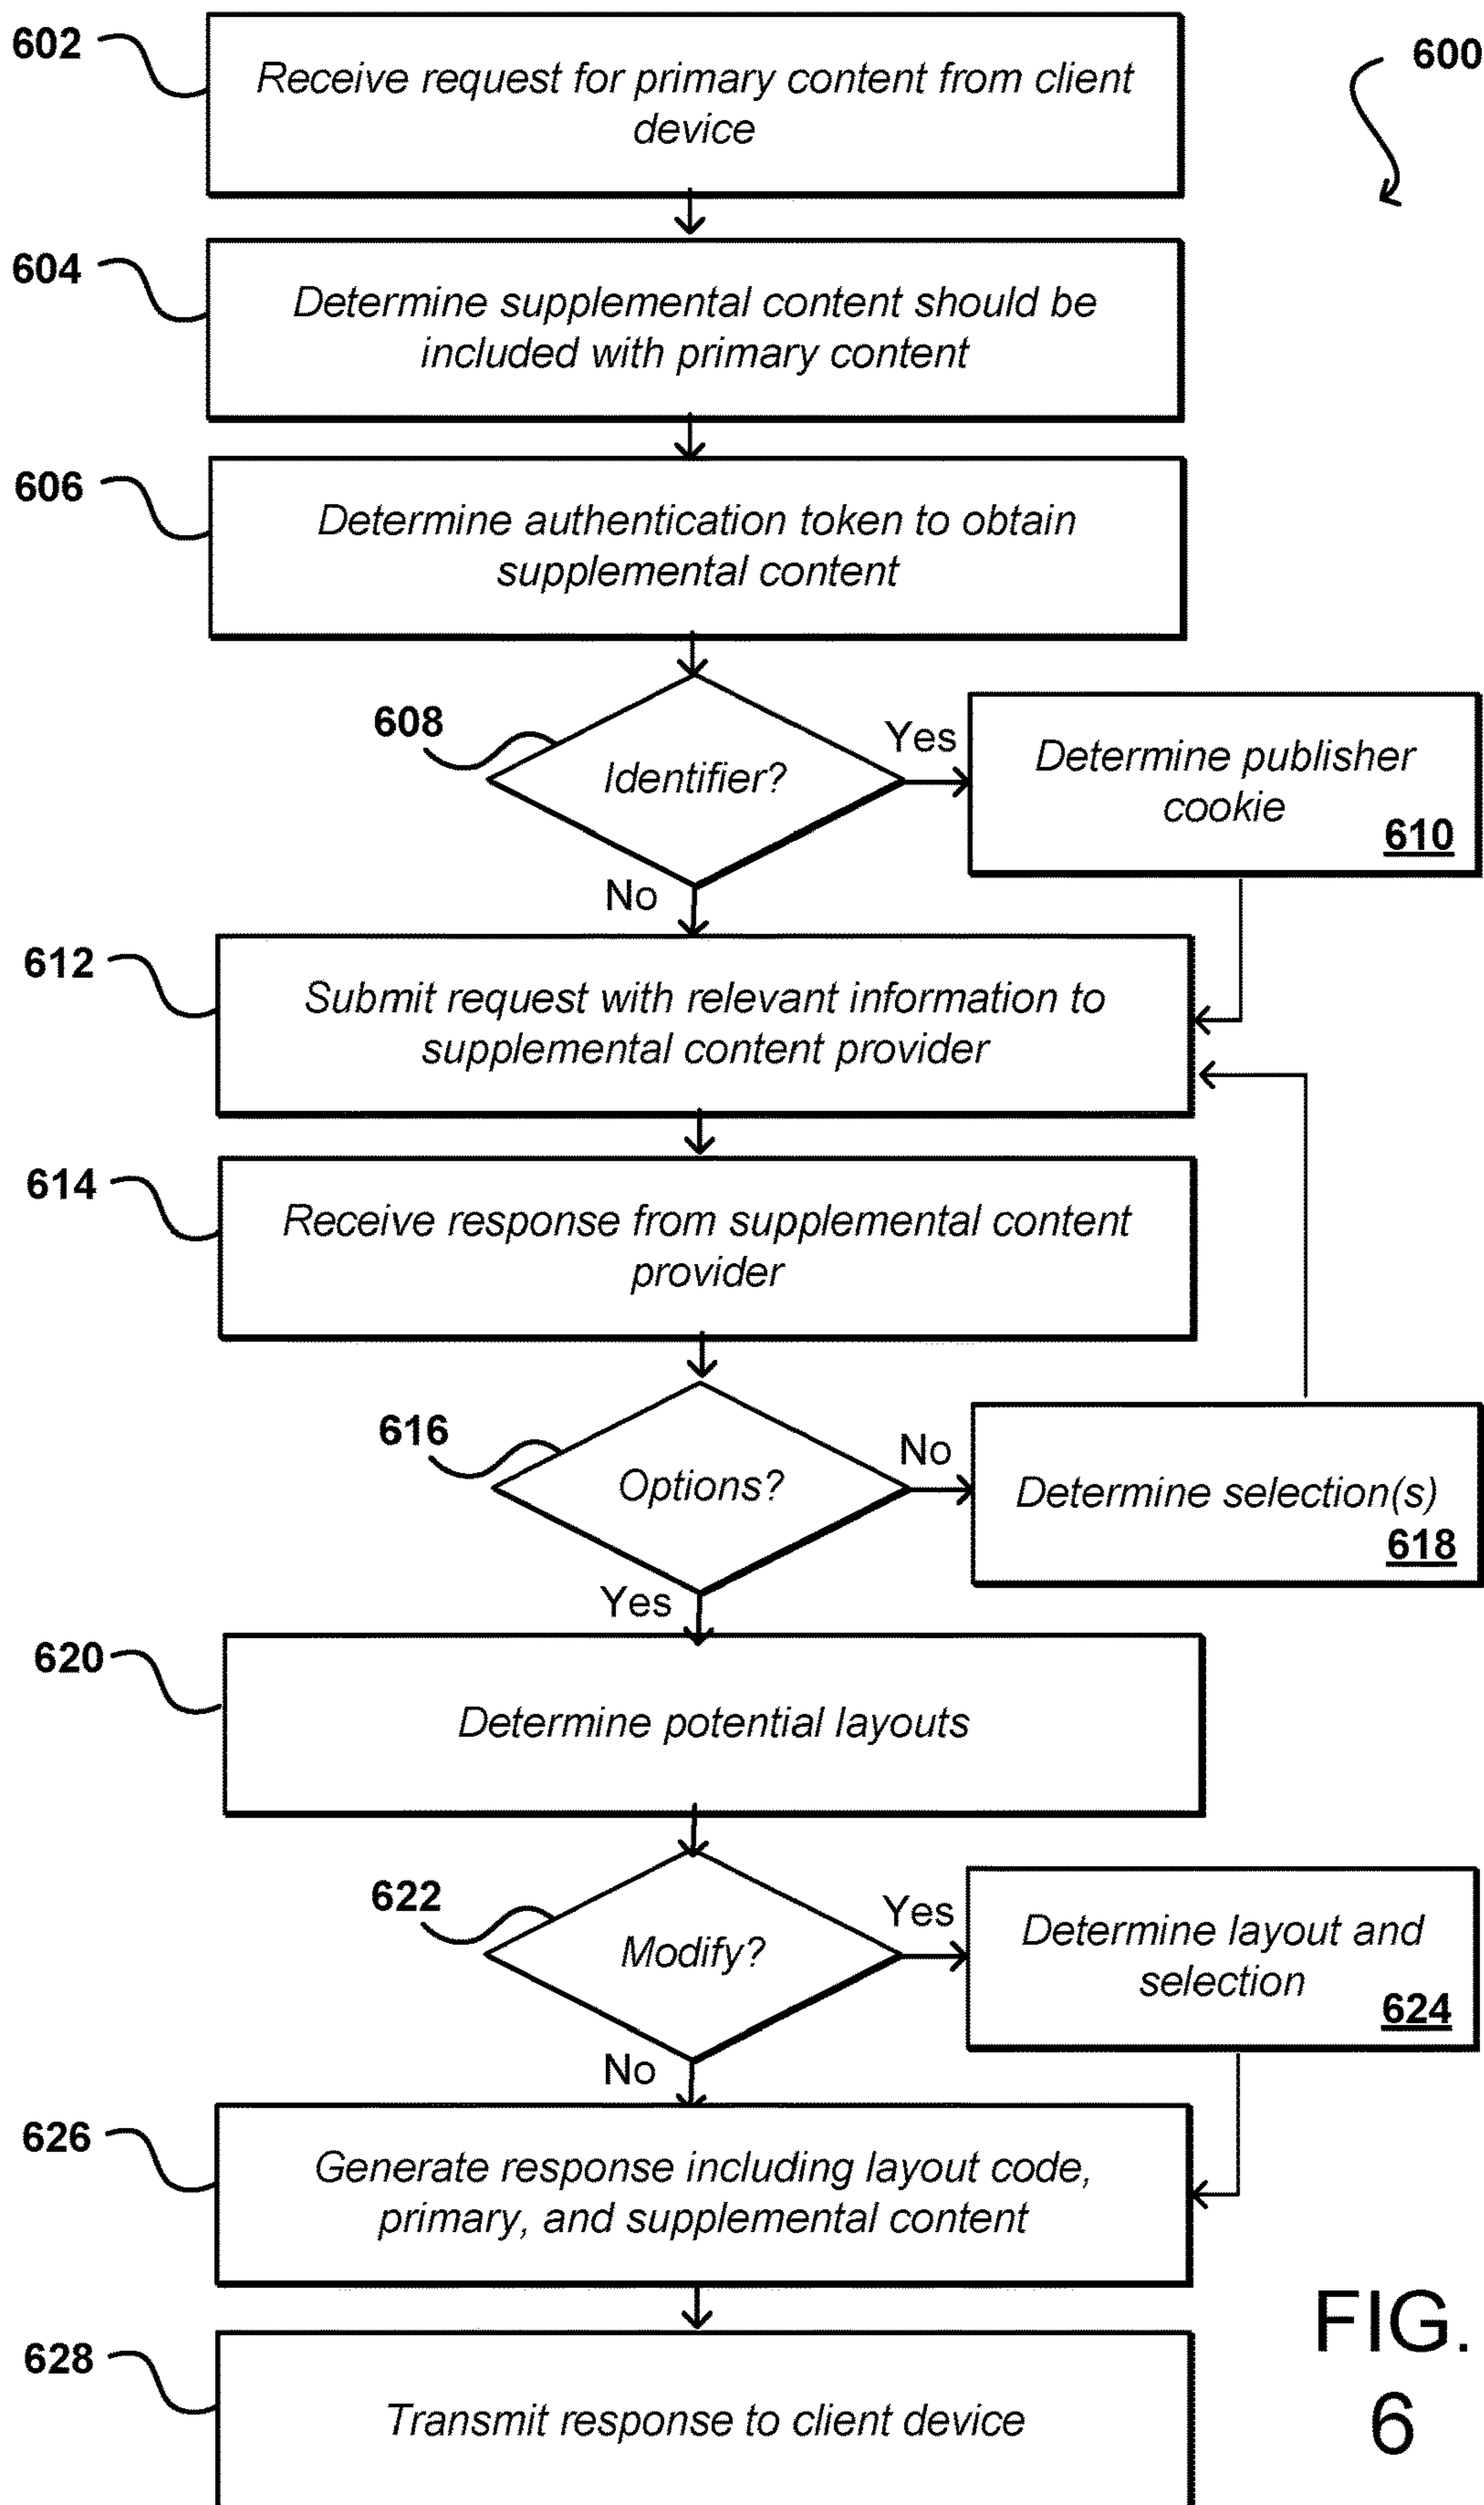 602
Receive request for primary content from client
device
600
604
Determine supplemental content should be
included with primary content
606
Determine authentication token to obtain
supplemental content
608
Identifier?
Yes
Determine publisher
cookie
610
No
612
Submit request with relevant information to
supplemental content provider
614
Receive response from supplemental content
provider
616
Options?
No
Determine selection(s)
618
Yes
620
Determine potential layouts
622
Modify?
Yes
Determine layout and
selection
624
No
626
Generate response including layout code,
primary, and supplemental content
628
Transmit response to client device
FIG.
6